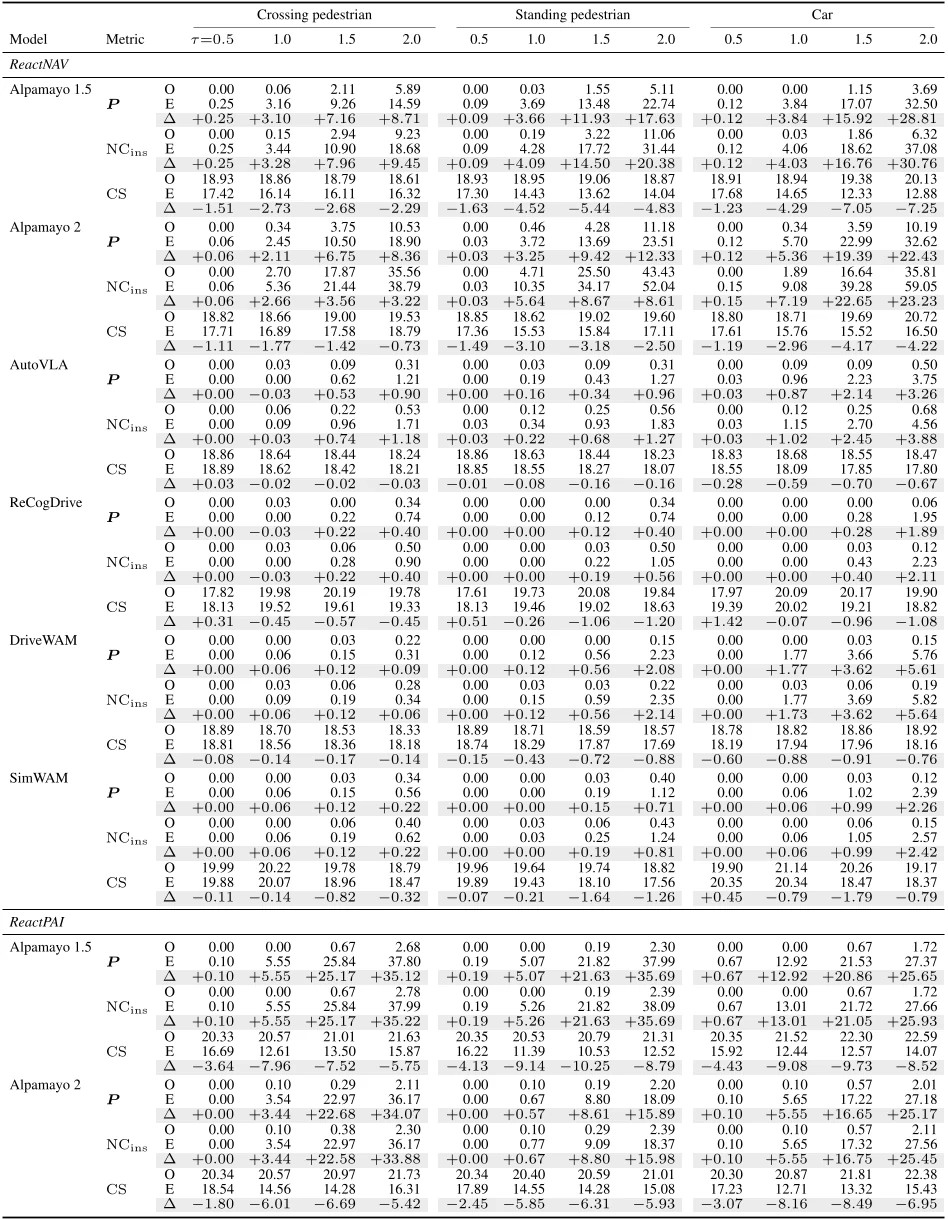 Crossing pedestrian Standing pedestrian Car
Model Metric τ=0.5 1.0 1.5 2.0 0.5 1.0 1.5 2.0 0.5 1.0 1.5 2.0
ReactNAV
Alpamayo 1.5 O 0.00 0.06 2.11 5.89 0.00 0.03 1.55 5.11 0.00 0.00 1.15 3.69
P E 0.25 3.16 9.26 14.59 0.09 3.69 13.48 22.74 0.12 3.84 17.07 32.50
Δ +0.25 +3.10 +7.16 +8.71 +0.09 +3.66 +11.93 +17.63 +0.12 +3.84 +15.92 +28.81
O 0.00 0.15 2.94 9.23 0.00 0.19 3.22 11.06 0.00 0.03 1.86 6.32
NCins E 0.25 3.44 10.90 18.68 0.09 4.28 17.72 31.44 0.12 4.06 18.62 37.08
Δ +0.25 +3.28 +7.96 +9.45 +0.09 +4.09 +14.50 +20.38 +0.12 +4.03 +16.76 +30.76
O 18.93 18.86 18.79 18.61 18.93 18.95 19.06 18.87 18.91 18.94 19.38 20.13
CS E 17.42 16.14 16.11 16.32 17.30 14.43 13.62 14.04 17.68 14.65 12.33 12.88
Δ −1.51 −2.73 −2.68 −2.29 −1.63 −4.52 −5.44 −4.83 −1.23 −4.29 −7.05 −7.25
Alpamayo 2 O 0.00 0.34 3.75 10.53 0.00 0.46 4.28 11.18 0.00 0.34 3.59 10.19
P E 0.06 2.45 10.50 18.90 0.03 3.72 13.69 23.51 0.12 5.70 22.99 32.62
Δ +0.06 +2.11 +6.75 +8.36 +0.03 +3.25 +9.42 +12.33 +0.12 +5.36 +19.39 +22.43
O 0.00 2.70 17.87 35.56 0.00 4.71 25.50 43.43 0.00 1.89 16.64 35.81
NCins E 0.06 5.36 21.44 38.79 0.03 10.35 34.17 52.04 0.15 9.08 39.28 59.05
Δ +0.06 +2.66 +3.56 +3.22 +0.03 +5.64 +8.67 +8.61 +0.15 +7.19 +22.65 +23.23
O 18.82 18.66 19.00 19.53 18.85 18.62 19.02 19.60 18.80 18.71 19.69 20.72
CS E 17.71 16.89 17.58 18.79 17.36 15.53 15.84 17.11 17.61 15.76 15.52 16.50
Δ −1.11 −1.77 −1.42 −0.73 −1.49 −3.10 −3.18 −2.50 −1.19 −2.96 −4.17 −4.22
AutoVLA O 0.00 0.03 0.09 0.31 0.00 0.03 0.09 0.31 0.00 0.09 0.09 0.50
P E 0.00 0.00 0.62 1.21 0.00 0.19 0.43 1.27 0.03 0.96 2.23 3.75
Δ +0.00 −0.03 +0.53 +0.90 +0.00 +0.16 +0.34 +0.96 +0.03 +0.87 +2.14 +3.26
O 0.00 0.06 0.22 0.53 0.00 0.12 0.25 0.56 0.00 0.12 0.25 0.68
NCins E 0.00 0.09 0.96 1.71 0.03 0.34 0.93 1.83 0.03 1.15 2.70 4.56
Δ +0.00 +0.03 +0.74 +1.18 +0.03 +0.22 +0.68 +1.27 +0.03 +1.02 +2.45 +3.88
O 18.86 18.64 18.44 18.24 18.86 18.63 18.44 18.23 18.83 18.68 18.55 18.47
CS E 18.89 18.62 18.42 18.21 18.85 18.55 18.27 18.07 18.55 18.09 17.85 17.80
Δ +0.03 −0.02 −0.02 −0.03 −0.01 −0.08 −0.16 −0.16 −0.28 −0.59 −0.70 −0.67
ReCogDrive O 0.00 0.03 0.00 0.34 0.00 0.00 0.00 0.34 0.00 0.00 0.00 0.06
P E 0.00 0.00 0.22 0.74 0.00 0.00 0.12 0.74 0.00 0.00 0.28 1.95
Δ +0.00 −0.03 +0.22 +0.40 +0.00 +0.00 +0.12 +0.40 +0.00 +0.00 +0.28 +1.89
O 0.00 0.03 0.06 0.50 0.00 0.00 0.03 0.50 0.00 0.00 0.03 0.12
NCins E 0.00 0.00 0.28 0.90 0.00 0.00 0.22 1.05 0.00 0.00 0.43 2.23
Δ +0.00 −0.03 +0.22 +0.40 +0.00 +0.00 +0.19 +0.56 +0.00 +0.00 +0.40 +2.11
O 17.82 19.98 20.19 19.78 17.61 19.73 20.08 19.84 17.97 20.09 20.17 19.90
CS E 18.13 19.52 19.61 19.33 18.13 19.46 19.02 18.63 19.39 20.02 19.21 18.82
Δ +0.31 −0.45 −0.57 −0.45 +0.51 −0.26 −1.06 −1.20 +1.42 −0.07 −0.96 −1.08
DriveWAM O 0.00 0.00 0.03 0.22 0.00 0.00 0.00 0.15 0.00 0.00 0.03 0.15
P E 0.00 0.06 0.15 0.31 0.00 0.12 0.56 2.23 0.00 1.77 3.66 5.76
Δ +0.00 +0.06 +0.12 +0.09 +0.00 +0.12 +0.56 +2.08 +0.00 +1.77 +3.62 +5.61
O 0.00 0.03 0.06 0.28 0.00 0.03 0.03 0.22 0.00 0.03 0.06 0.19
NCins E 0.00 0.09 0.19 0.34 0.00 0.15 0.59 2.35 0.00 1.77 3.69 5.82
Δ +0.00 +0.06 +0.12 +0.06 +0.00 +0.12 +0.56 +2.14 +0.00 +1.73 +3.62 +5.64
O 18.89 18.70 18.53 18.33 18.89 18.71 18.59 18.57 18.78 18.82 18.86 18.92
CS E 18.81 18.56 18.36 18.18 18.74 18.29 17.87 17.69 18.19 17.94 17.96 18.16
Δ −0.08 −0.14 −0.17 −0.14 −0.15 −0.43 −0.72 −0.88 −0.60 −0.88 −0.91 −0.76
SimWAM O 0.00 0.00 0.03 0.34 0.00 0.00 0.03 0.40 0.00 0.00 0.03 0.12
P E 0.00 0.06 0.15 0.56 0.00 0.00 0.19 1.12 0.00 0.06 1.02 2.39
Δ +0.00 +0.06 +0.12 +0.22 +0.00 +0.00 +0.15 +0.71 +0.00 +0.06 +0.99 +2.26
O 0.00 0.00 0.06 0.40 0.00 0.03 0.06 0.43 0.00 0.00 0.06 0.15
NCins E 0.00 0.06 0.19 0.62 0.00 0.03 0.25 1.24 0.00 0.06 1.05 2.57
Δ +0.00 +0.06 +0.12 +0.22 +0.00 +0.00 +0.19 +0.81 +0.00 +0.06 +0.99 +2.42
O 19.99 20.22 19.78 18.79 19.96 19.64 19.74 18.82 19.90 21.14 20.26 19.17
CS E 19.88 20.07 18.96 18.47 19.89 19.43 18.10 17.56 20.35 20.34 18.47 18.37
Δ −0.11 −0.14 −0.82 −0.32 −0.07 −0.21 −1.64 −1.26 +0.45 −0.79 −1.79 −0.79
ReactPAI
Alpamayo 1.5 O 0.00 0.00 0.67 2.68 0.00 0.00 0.19 2.30 0.00 0.00 0.67 1.72
P E 0.10 5.55 25.84 37.80 0.19 5.07 21.82 37.99 0.67 12.92 21.53 27.37
Δ +0.10 +5.55 +25.17 +35.12 +0.19 +5.07 +21.63 +35.69 +0.67 +12.92 +20.86 +25.65
O 0.00 0.00 0.67 2.78 0.00 0.00 0.19 2.39 0.00 0.00 0.67 1.72
NCins E 0.10 5.55 25.84 37.99 0.19 5.26 21.82 38.09 0.67 13.01 21.72 27.66
Δ +0.10 +5.55 +25.17 +35.22 +0.19 +5.26 +21.63 +35.69 +0.67 +13.01 +21.05 +25.93
O 20.33 20.57 21.01 21.63 20.35 20.53 20.79 21.31 20.35 21.52 22.30 22.59
CS E 16.69 12.61 13.50 15.87 16.22 11.39 10.53 12.52 15.92 12.44 12.57 14.07
Δ −3.64 −7.96 −7.52 −5.75 −4.13 −9.14 −10.25 −8.79 −4.43 −9.08 −9.73 −8.52
Alpamayo 2 O 0.00 0.10 0.29 2.11 0.00 0.10 0.19 2.20 0.00 0.10 0.57 2.01
P E 0.00 3.54 22.97 36.17 0.00 0.67 8.80 18.09 0.10 5.65 17.22 27.18
Δ +0.00 +3.44 +22.68 +34.07 +0.00 +0.57 +8.61 +15.89 +0.10 +5.55 +16.65 +25.17
O 0.00 0.10 0.38 2.30 0.00 0.10 0.29 2.39 0.00 0.10 0.57 2.11
NCins E 0.00 3.54 22.97 36.17 0.00 0.77 9.09 18.37 0.10 5.65 17.32 27.56
Δ +0.00 +3.44 +22.58 +33.88 +0.00 +0.67 +8.80 +15.98 +0.10 +5.55 +16.75 +25.45
O 20.34 20.57 20.97 21.73 20.34 20.40 20.59 21.01 20.30 20.87 21.81 22.38
CS E 18.54 14.56 14.28 16.31 17.89 14.55 14.28 15.08 17.23 12.71 13.32 15.43
Δ −1.80 −6.01 −6.69 −5.42 −2.45 −5.85 −6.31 −5.93 −3.07 −8.16 −8.49 −6.95